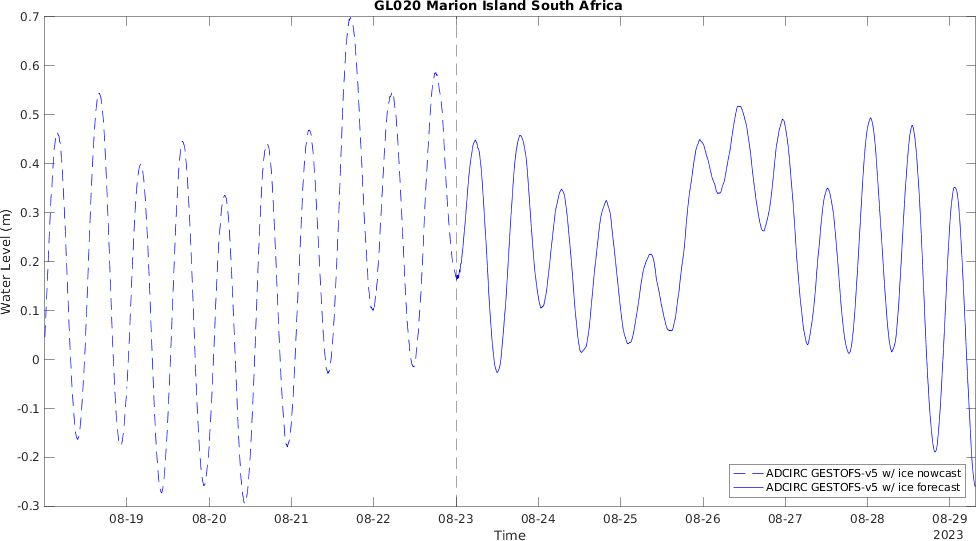 GL020 Marion Island South Africa
0.7
0.6
0.5
0.4
0.3
0.2
0.1
0
-0.1
-0.2
-0.3
Water Level (m)
ADCIRC GESTOFS-v5 w/ ice nowcast
ADCIRC GESTOFS-v5 w/ ice forecast
08-19 08-20 08-21 08-22 08-23 08-24 08-25 08-26 08-27 08-28 08-29
Time
2023